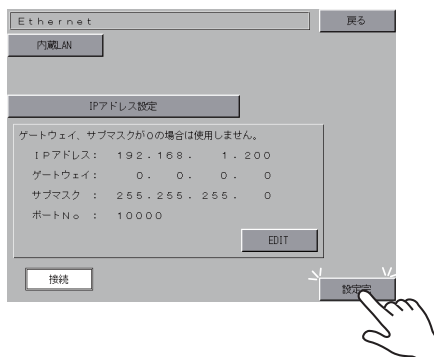 Ethernet
戻る
内蔵LAN
IPアドレス設定
ゲートウェイ、サブマスクが0の場合は使用しません。
IPアドレス: 192.168. 1.200
ゲートウェイ: 0. 0. 0. 0
サブマスク : 255.255.255. 0
ポートNo : 10000
EDIT
接続
設定完